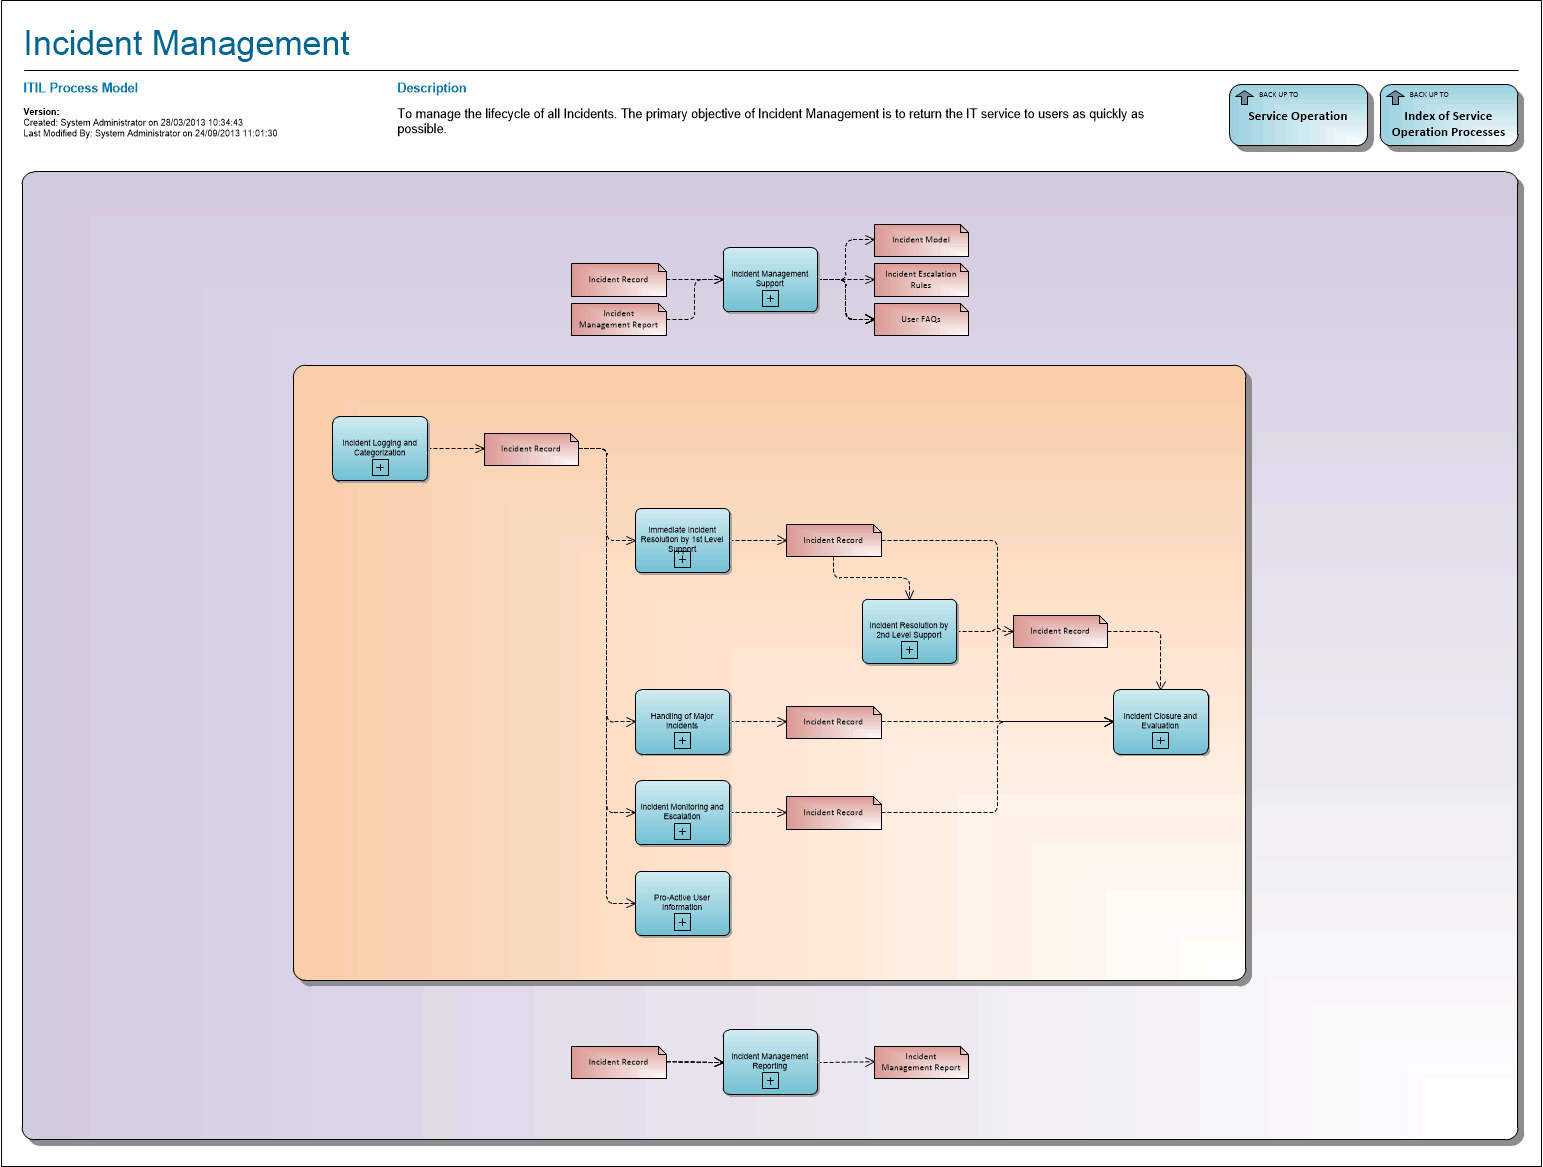 Incident Management
ITIL Process Model
Version:
Created: System Administrator on 28/03/2013 10:34:43
Last Modified By: System Administrator on 24/09/2013 11:01:30
Description
To manage the lifecycle of all Incidents. The primary objective of Incident Management is to return the IT service to users as quickly as
possible.
BACK UP TO
Service Operation
BACK UP TO
Index of Service
Operation Processes
Incident Record
Incident
Management Report
Incident Management
Support
Incident Model
Incident Escalation
Rules
User FAQs
Incident Logging and
Categorization
Incident Record
Immediate Incident
Resolution by 1st Level
Support
Incident Record
Incident Resolution by
2nd Level Support
Incident Record
Handling of Major
Incidents
Incident Record
Incident Closure and
Evaluation
Incident Monitoring and
Escalation
Incident Record
Pro-Active User
Information
Incident Record
Incident Management
Reporting
Incident
Management Report